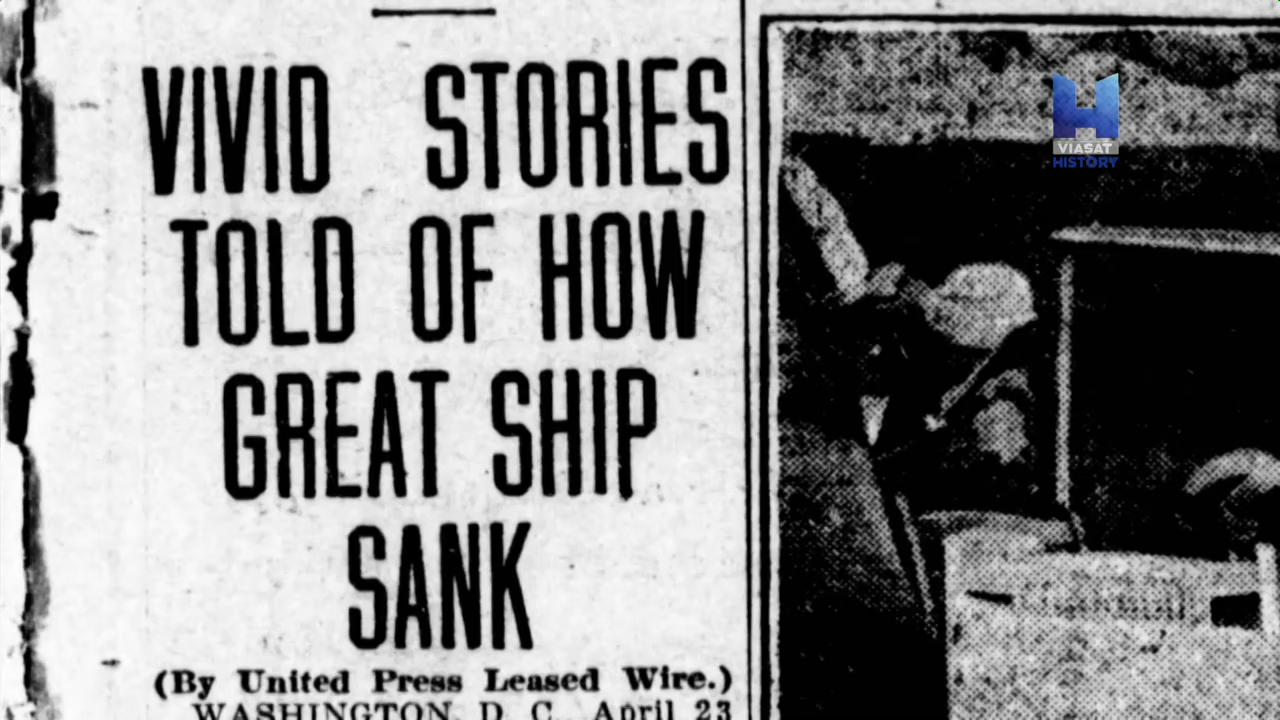 VIVID STORIES
TOLD OF HOW
GREAT SHIP
SANK
(By United Press Leased Wire.)
WASHINGTON, D. C., April 23
VIASAT
HISTORY